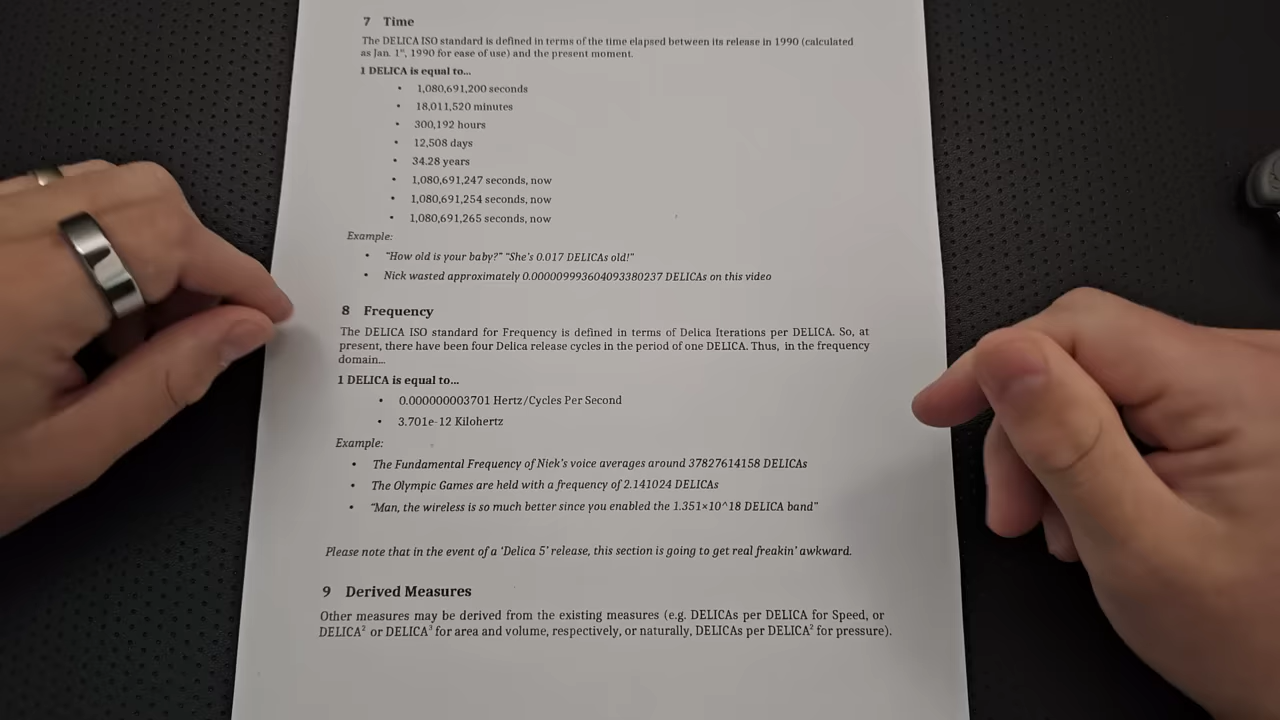 7 Time
The DELICA ISO standard is defined in terms of the time elapsed between its release in 1990 (calculated
as Jan. 1st, 1990 for ease of use) and the present moment.
1 DELICA is equal to...
• 1,080,691,200 seconds
• 18,011,520 minutes
• 300,192 hours
• 12,508 days
• 34.28 years
• 1,080,691,247 seconds, now
• 1,080,691,254 seconds, now
• 1,080,691,265 seconds, now
Example:
• “How old is your baby?” “She's 0.017 DELICAs old!”
• Nick wasted approximately 0.000009993604093380237 DELICAs on this video
8 Frequency
The DELICA ISO standard for Frequency is defined in terms of Delica Iterations per DELICA. So, at
present, there have been four Delica release cycles in the period of one DELICA. Thus, in the frequency
domain...
1 DELICA is equal to...
• 0.000000003701 Hertz/Cycles Per Second
• 3.701e-12 Kilohertz
Example:
• The Fundamental Frequency of Nick's voice averages around 37827614158 DELICAs
• The Olympic Games are held with a frequency of 2.141024 DELICAs
• “Man, the wireless is so much better since you enabled the 1.351×10^18 DELICA band”
Please note that in the event of a ‘Delica 5’ release, this section is going to get real freakin' awkward.
9 Derived Measures
Other measures may be derived from the existing measures (e.g. DELICAs per DELICA for Speed, or
DELICA² or DELICA³ for area and volume, respectively, or naturally, DELICAs per DELICA² for pressure).